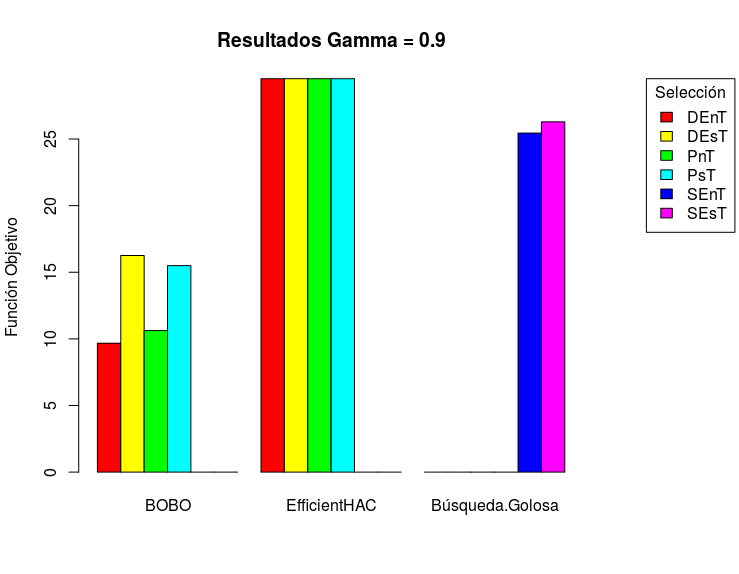 Resultados Gamma = 0.9
Función Objetivo
25
20
15
10
5
0
BOBO
EfficientHAC
Búsqueda.Golosa
Selección
DEnT
DEsT
PnT
PsT
SEnT
SEsT